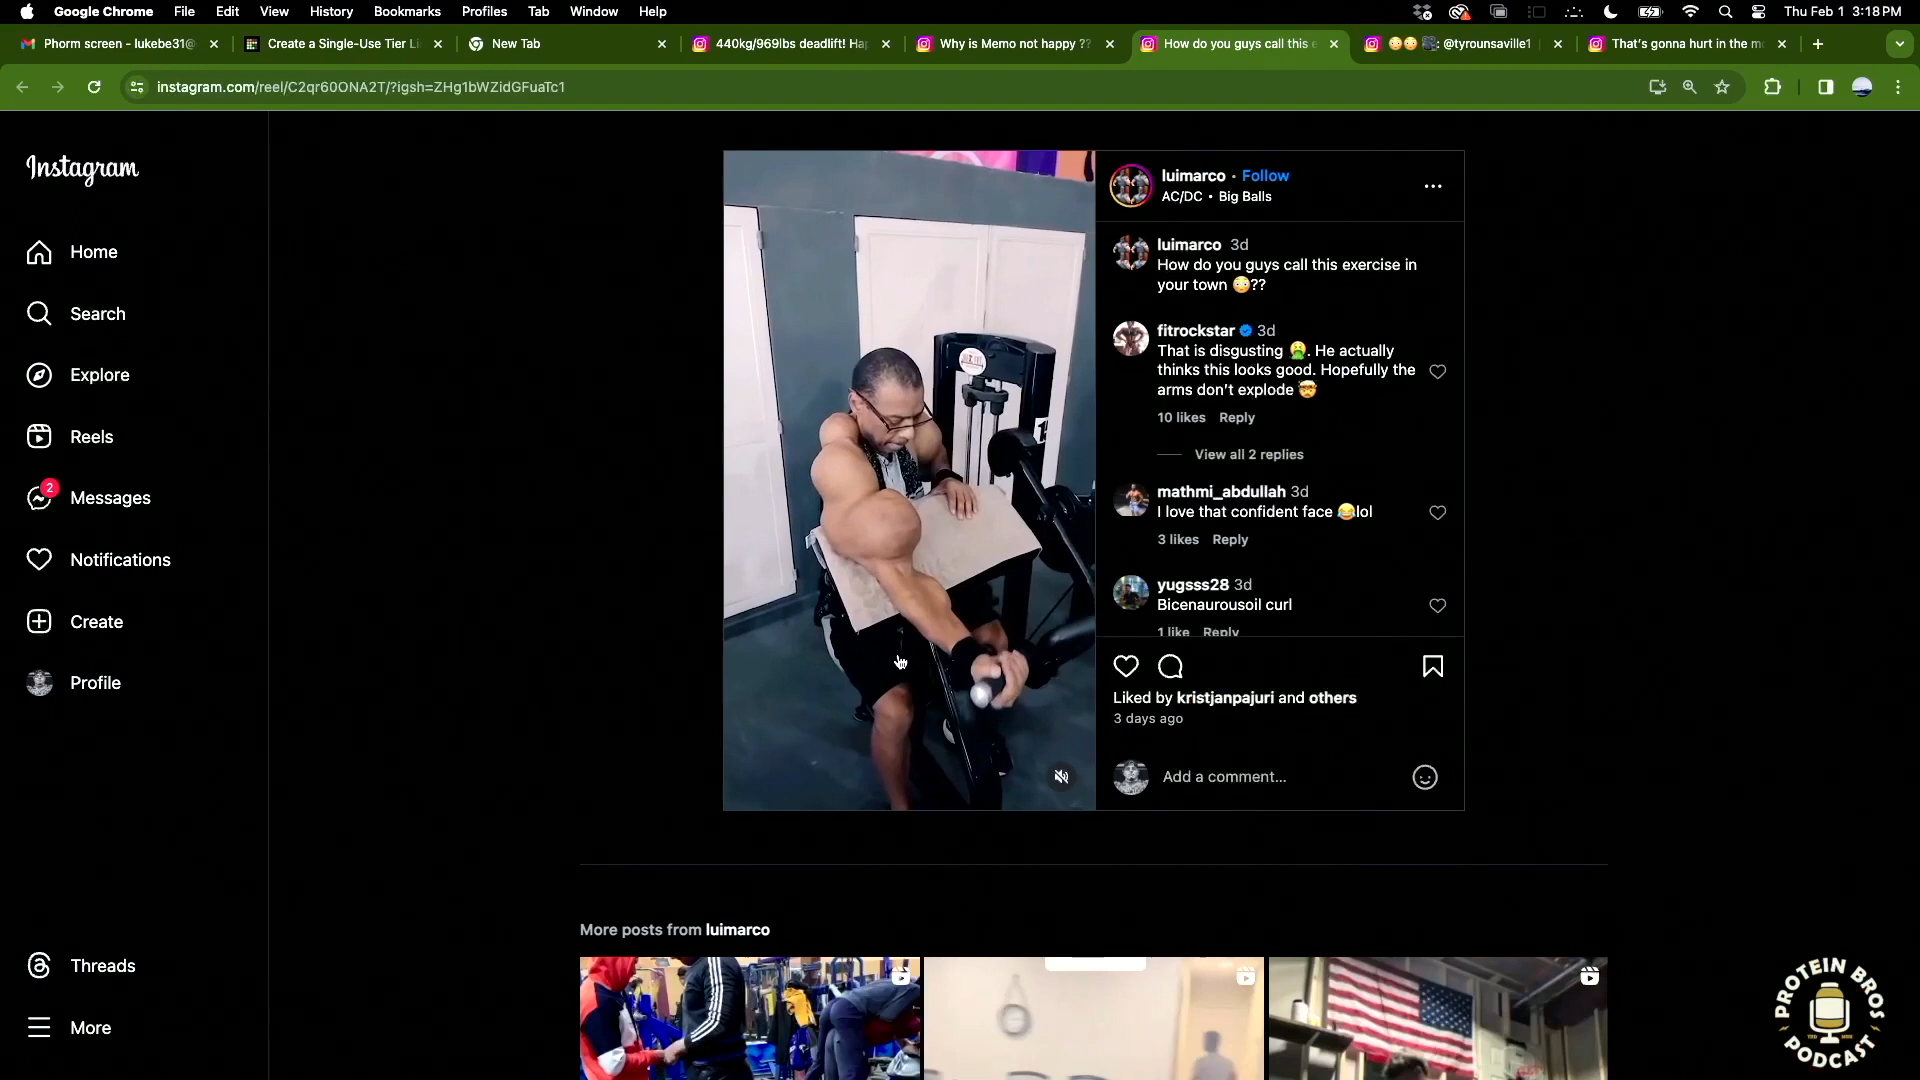 Google Chrome File Edit View History Bookmarks Profiles Tab Window Help Thu Feb 1 3:18 PM
Phorm screen - lukebe31@ Create a Single-Use Tier Li New Tab 440kg/969lbs deadlift! Ha Why is Memo not happy ?? How do you guys call this e : @tyrounsaville1 That's gonna hurt in the m
instagram.com/reel/C2qr60ONA2T/?igsh=ZHg1bWZidGFuaTc1
Instagram
Home
Search
Explore
Reels
2
Messages
Notifications
Create
Profile
Threads
More
luimarco • Follow
AC/DC • Big Balls
luimarco 3d
How do you guys call this exercise in
your town 😳??
fitrockstar 3d
That is disgusting 🤮. He actually
thinks this looks good. Hopefully the
arms don't explode 🤯
10 likes Reply
View all 2 replies
mathmi_abdullah 3d
I love that confident face 😂lol
3 likes Reply
yugsss28 3d
Bicenaurousoil curl
1 like Reply
Liked by kristjanpajuri and others
3 days ago
Add a comment...
More posts from luimarco
PROTEIN BROS
PODCAST